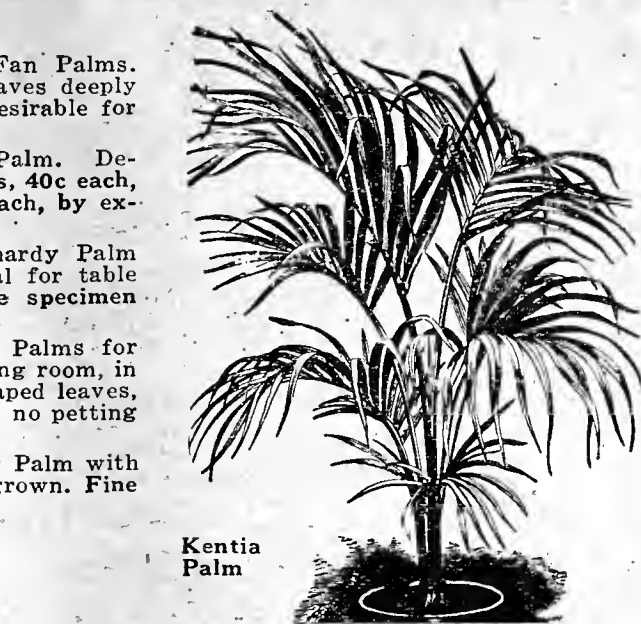 Fan Palms.
aves deeply
esirable for
Palm. De-
s, 40c each,
ach, by ex-
hardy Palm
al for table
e specimen
Palms for
ng room, in
aped leaves,
no petting
Palm with
grown. Fine
Kentia
Palm